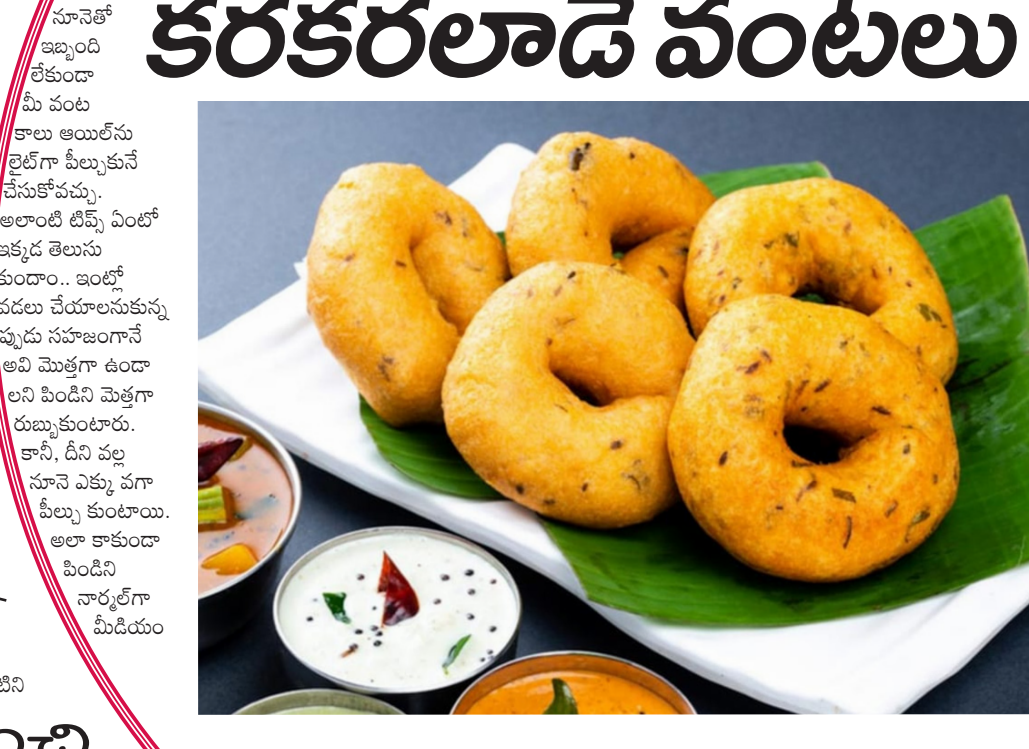 కరకరలాడే వంటలు
నూనెతో
ఇబ్బంది
లేకుండా
మీ వంట
కాలు ఆయిల్‌ను
లైట్‌గా పీల్చుకునే
చేసుకోవచ్చు.
అలాంటి టిప్స్ ఏంటో
ఇక్కడ తెలుసు
కుందాం.. ఇంట్లో
వడలు చేయాలనుకున్న
ప్పుడు సహజంగానే
అవి మెత్తగా ఉండా
లని పిండిని మెత్తగా
రుబ్బుకుంటారు.
కానీ, దీని వల్ల
నూనె ఎక్కు వగా
పీల్చు కుంటాయి.
అలా కాకుండా
పిండిని
నార్మల్‌గా
మీడియం
టిని